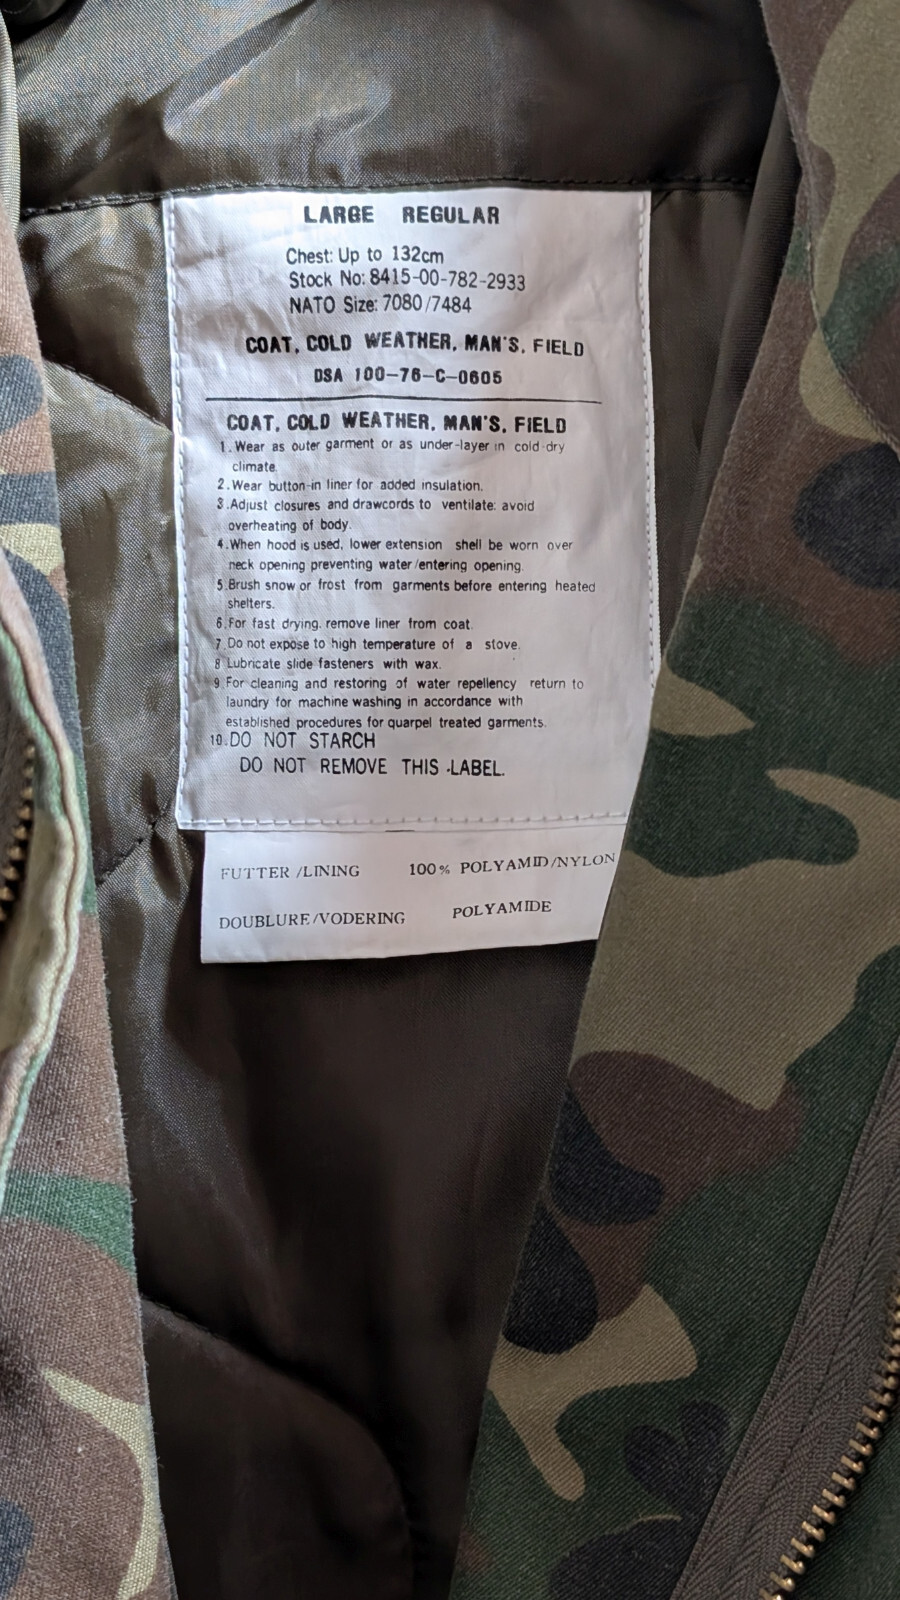 LARGE REGULAR
Chest: Up to 132cm
Stock No: 8415-00-782-2933
NATO Size: 7080/7484
COAT, COLD WEATHER, MAN'S, FIELD
DSA 100-76-C-0605
COAT, COLD WEATHER, MAN'S, FIELD
1. Wear as outer garment or as under-layer in cold-dry
climate.
2. Wear button-in liner for added insulation.
3. Adjust closures and drawcords to ventilate: avoid
overheating of body.
4. When hood is used, lower extension shell be worn over
neck opening preventing water/entering opening.
5. Brush snow or frost from garments before entering heated
shelters.
6. For fast drying. remove liner from coat.
7. Do not expose to high temperature of a stove.
8 Lubricate slide fasteners with wax.
9. For cleaning and restoring of water repellency return to
laundry for machine washing in accordance with
established procedures for quarpel treated garments.
10. DO NOT STARCH
DO NOT REMOVE THIS LABEL.
FUTTER/LINING 100% POLYAMID/NYLON
DOUBLURE/VODERING POLYAMIDE